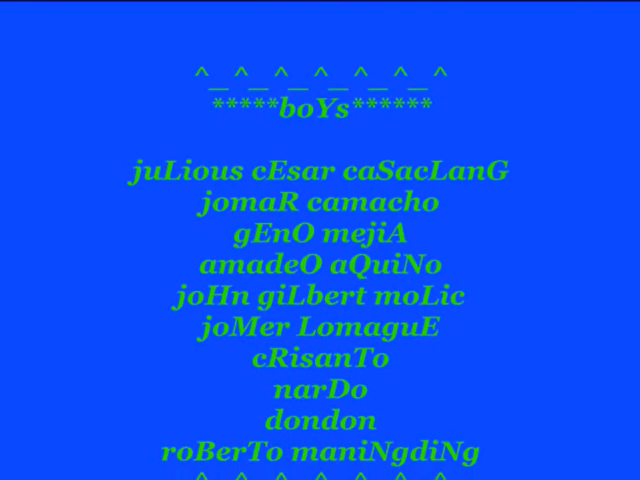 ^_^_^_^_^_^_^
*****boYs******
juLious cEsar caSacLanG
jomaR camacho
gEnO mejiA
amadeO aQuiNo
joHn giLbert moLic
joMer LomaguE
cRisanTo
narDo
dondon
roBerTo maniNgdiNg
^ ^ ^ ^ ^ ^ ^